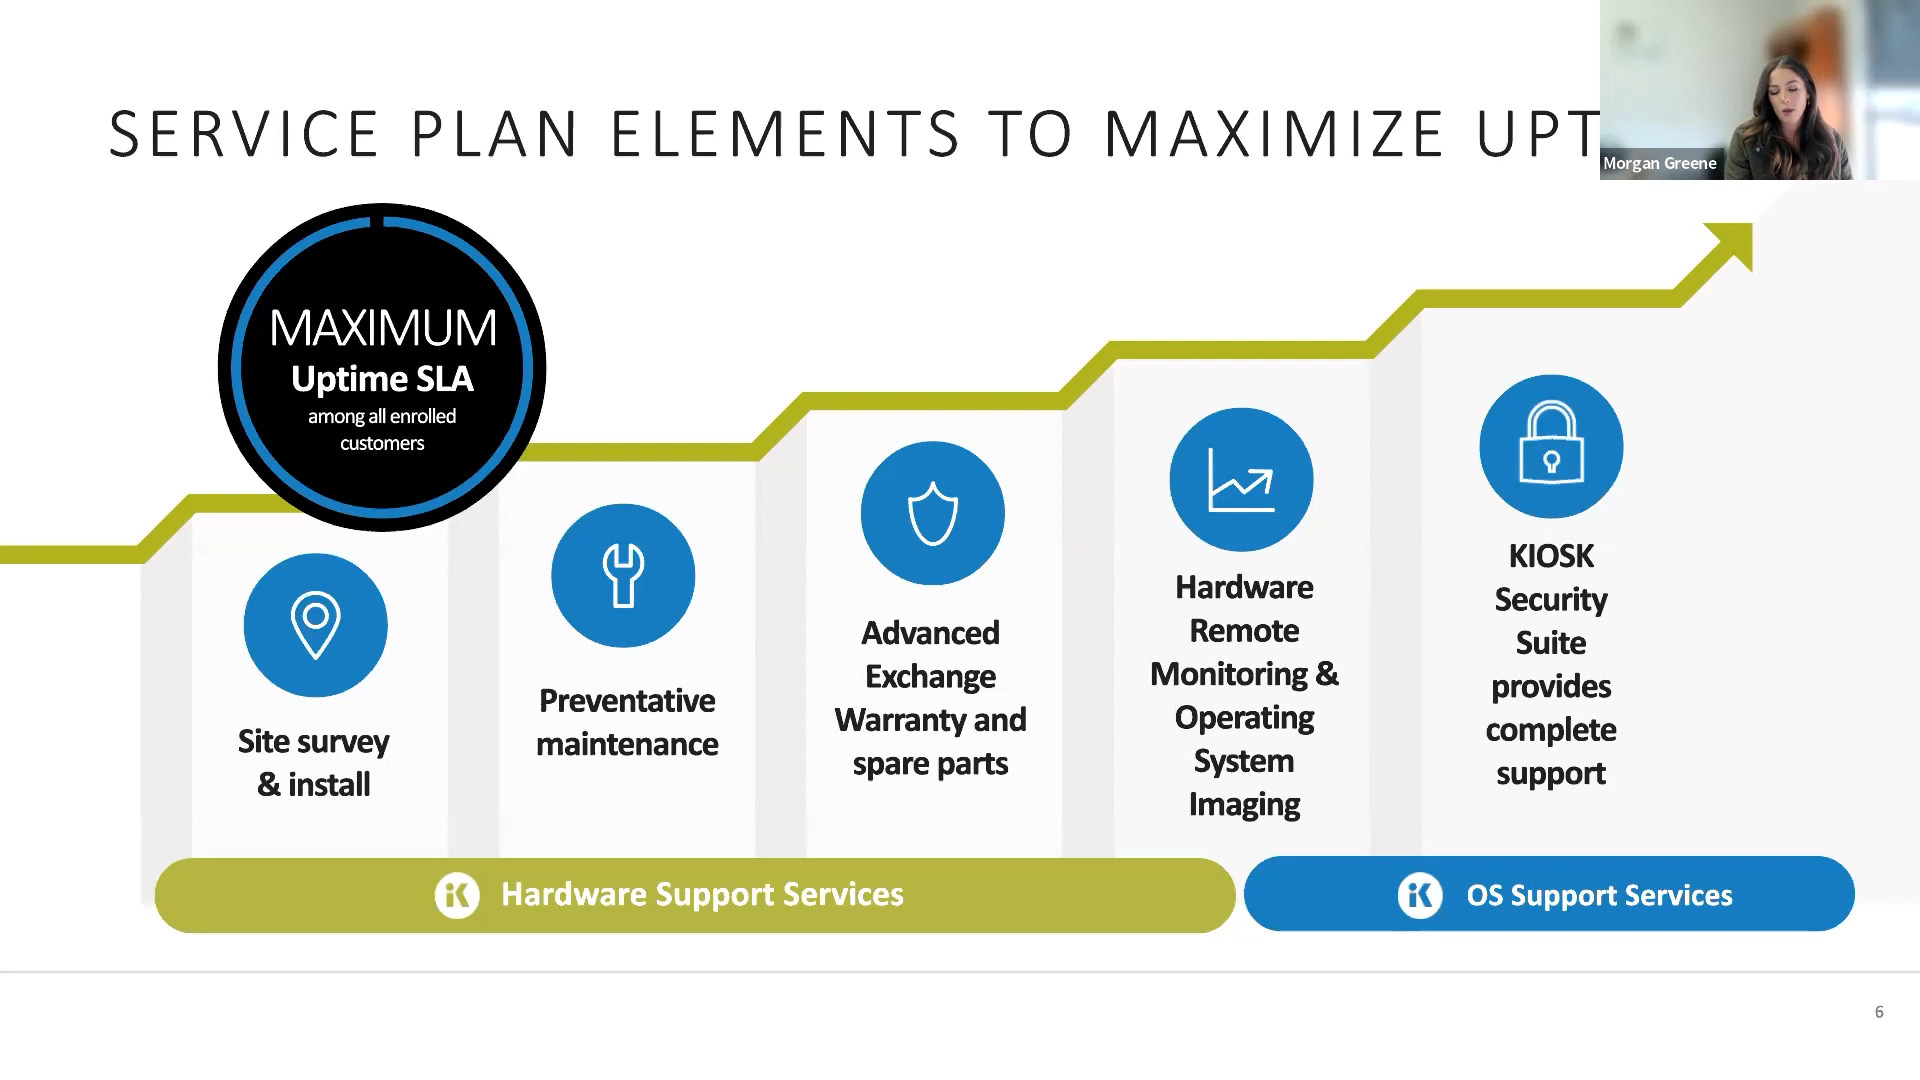 SERVICE PLAN ELEMENTS TO MAXIMIZE UPT
Morgan Greene
MAXIMUM
Uptime SLA
among all enrolled
customers
Site survey
& install
Preventative
maintenance
Advanced
Exchange
Warranty and
spare parts
Hardware
Remote
Monitoring &
Operating
System
Imaging
KIOSK
Security
Suite
provides
complete
support
iK Hardware Support Services
iK OS Support Services
6